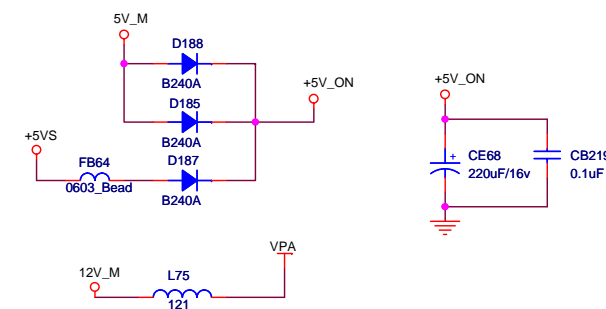 5V_M
D188
B240A
D185
B240A
+5V_ON
+5VS
FB64
0603_Bead
D187
B240A
+5V_ON
CE68
220uF/16v
+
CB219
0.1uF
VPA
12V_M
L75
121